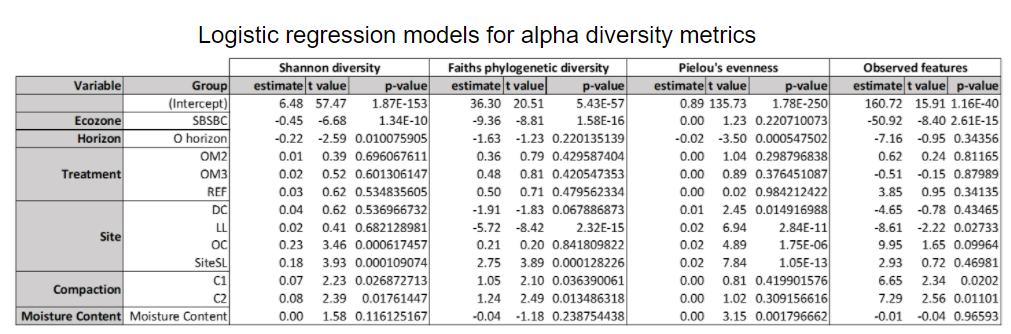 Logistic regression models for alpha diversity metrics
Shannon diversity Faiths phylogenetic diversity Pielou's evenness Observed features
Variable Group estimate t value p-value estimate t value p-value estimate t value p-value estimate t value p-value
(Intercept) 6.48 57.47 1.87E-153 36.30 20.51 5.43E-57 0.89 135.73 1.78E-250 160.72 15.91 1.16E-40
Ecozone SBSBC -0.45 -6.68 1.34E-10 -9.36 -8.81 1.58E-16 0.00 1.23 0.220710073 -50.92 -8.40 2.61E-15
Horizon O horizon -0.22 -2.59 0.010075905 -1.63 -1.23 0.220135139 -0.02 -3.50 0.000547502 -7.16 -0.95 0.34356
OM2 0.01 0.39 0.696067611 0.36 0.79 0.429587404 0.00 1.04 0.298796838 0.62 0.24 0.81165
Treatment OM3 0.02 0.52 0.601306147 0.48 0.81 0.420547353 0.00 0.89 0.376451089 -0.51 -0.15 0.87989
REF 0.03 0.62 0.534835605 0.50 0.71 0.479562334 0.00 0.02 0.984212422 3.85 0.95 0.34135
DC 0.04 0.62 0.536966732 -1.91 -1.83 0.067886873 0.01 2.45 0.014916988 -4.65 -0.78 0.43465
Site LL 0.02 0.41 0.682128981 -5.72 -8.42 2.32E-15 0.02 6.94 2.84E-11 -8.61 -2.22 0.02733
OC 0.23 3.46 0.000617457 0.21 0.20 0.841809822 0.02 4.89 1.75E-06 9.95 1.65 0.09964
SiteSL 0.18 3.93 0.000109074 2.75 3.89 0.000128226 0.02 7.84 1.05E-13 2.93 0.72 0.46981
Compaction C1 0.07 2.23 0.026872713 1.05 2.10 0.036390061 0.00 0.81 0.419901576 6.65 2.34 0.0202
C2 0.08 2.39 0.01761447 1.24 2.49 0.013486318 0.00 1.02 0.309156616 7.29 2.56 0.01101
Moisture Content Moisture Content 0.00 1.58 0.116125167 -0.04 -1.18 0.238754438 0.00 3.15 0.001796662 -0.01 -0.04 0.96593